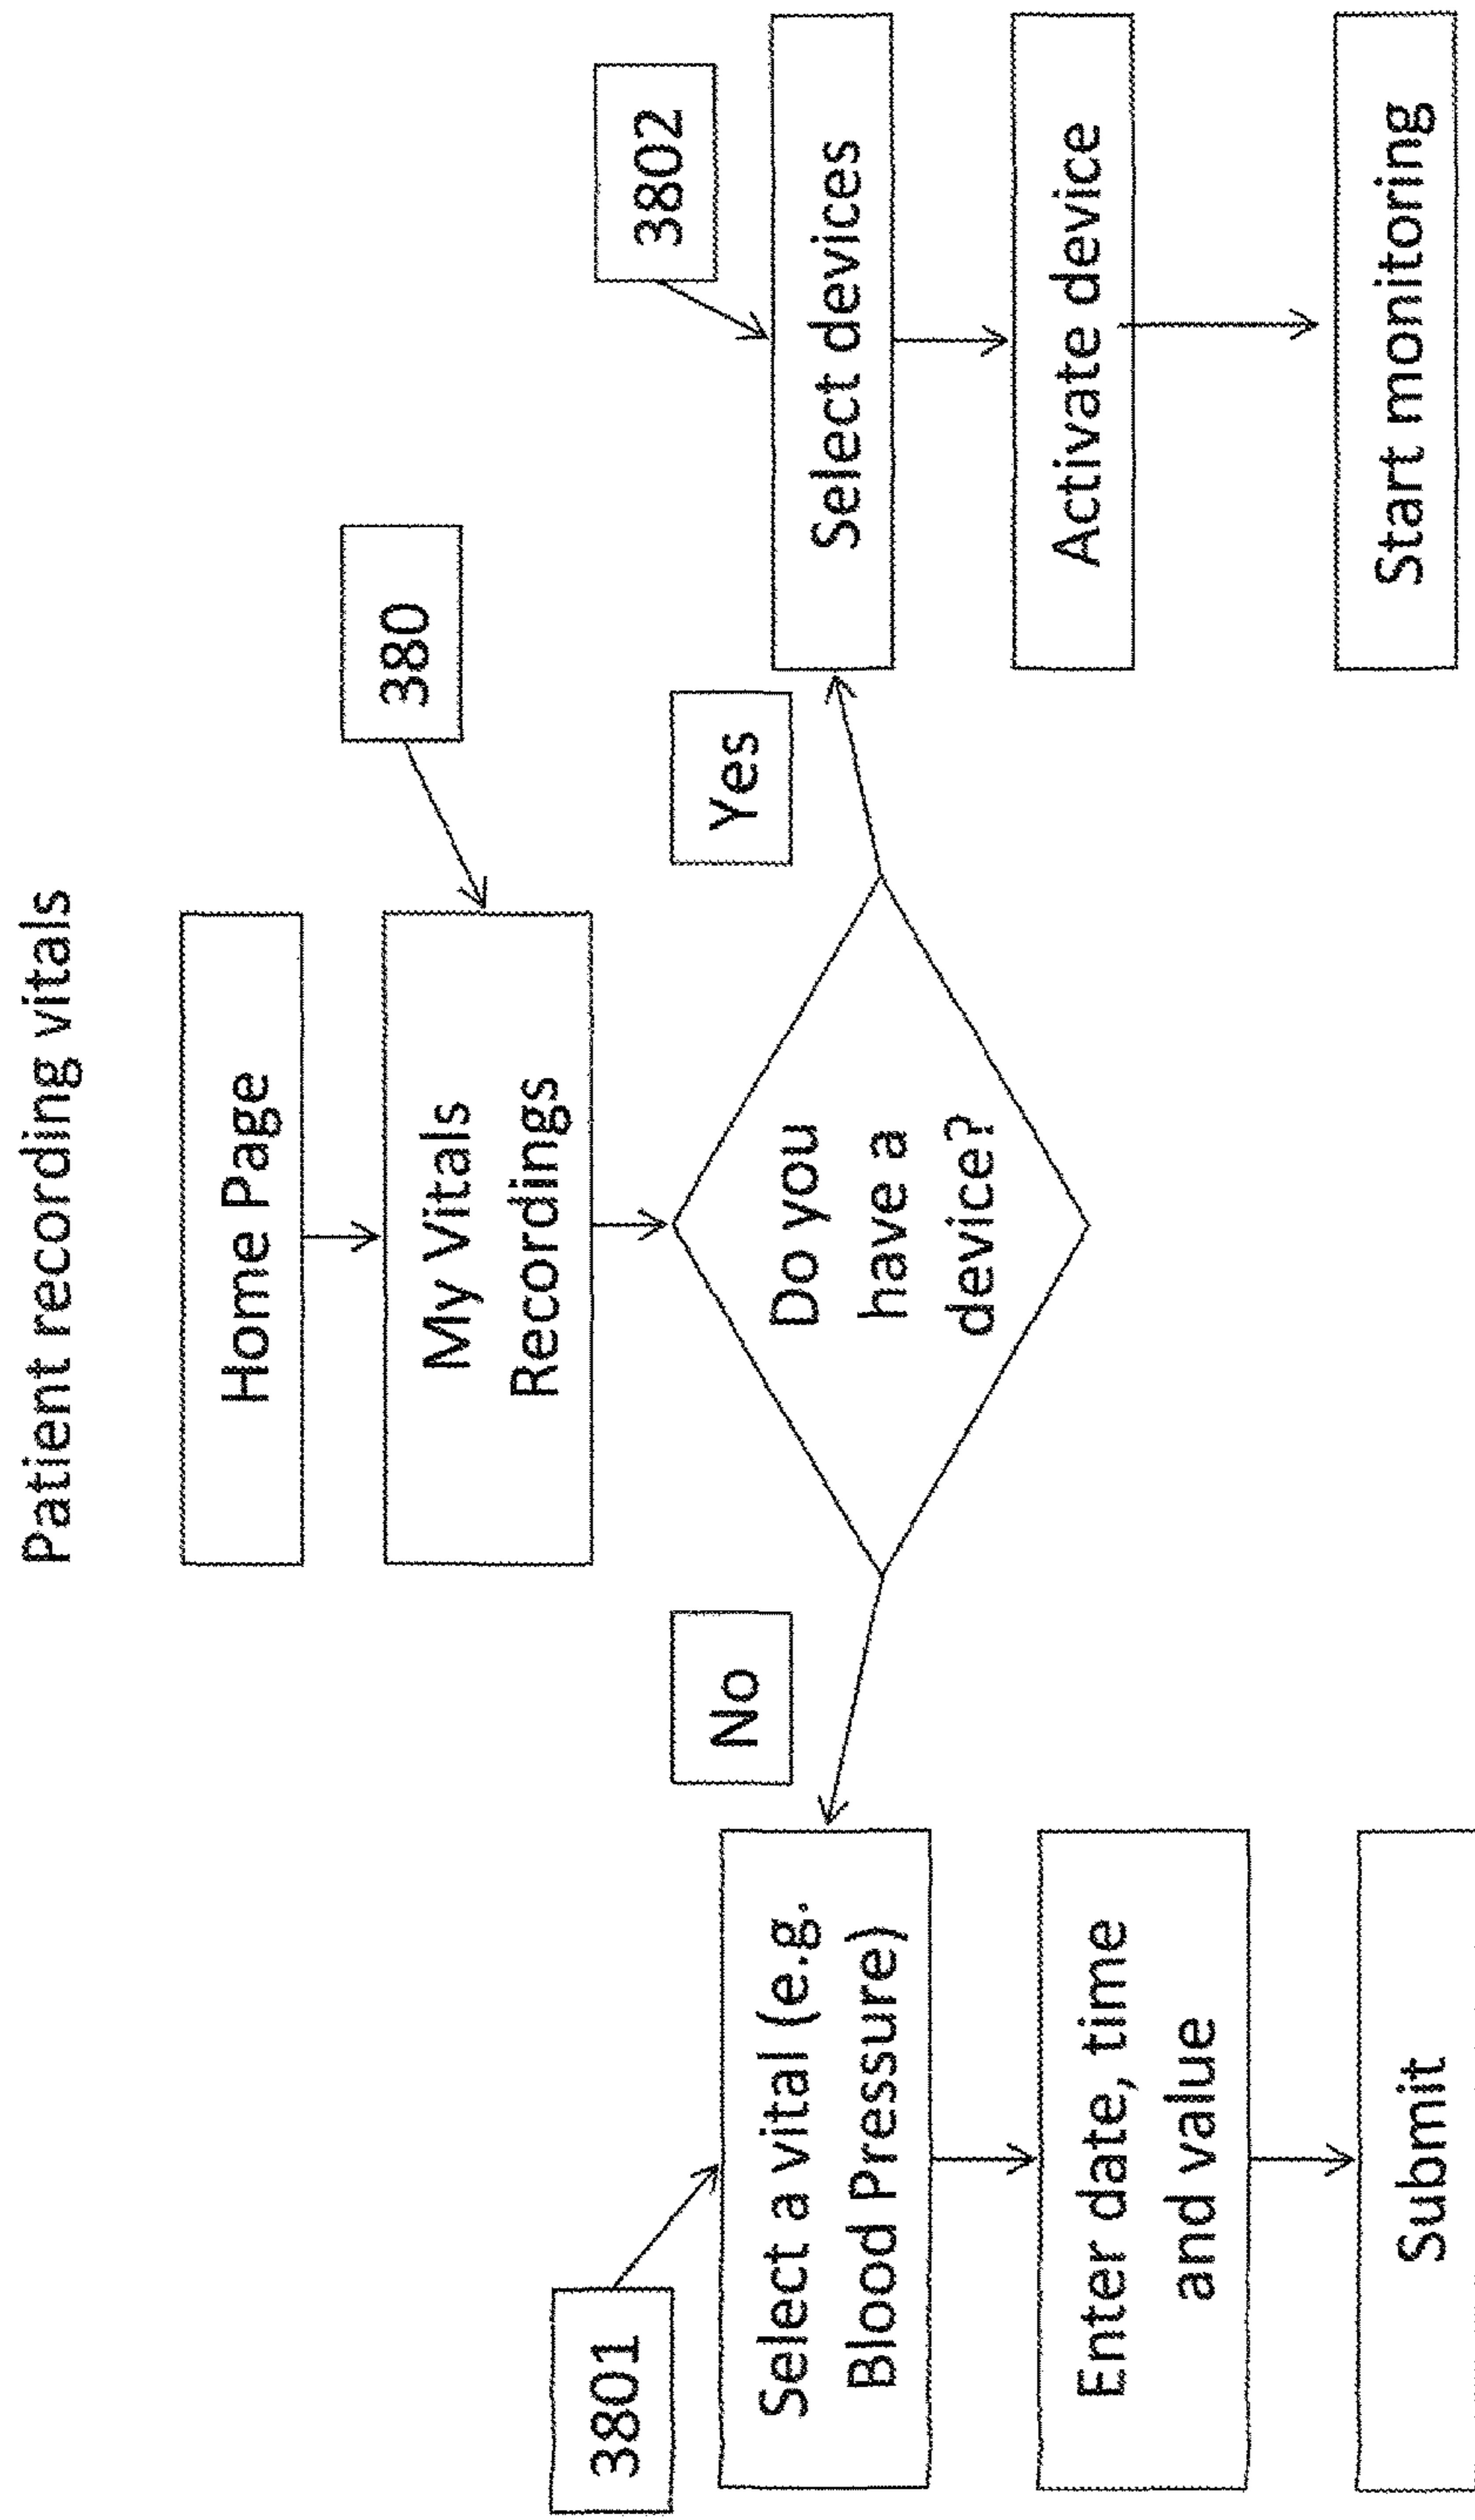 Patient recording vitals
Home Page
My Vitals
Recordings
380
Do you
have a
device?
No
Yes
3801
Select a vital (e.g.
Blood Pressure)
Enter date, time
and value
Submit
3802
Select devices
Activate device
Start monitoring